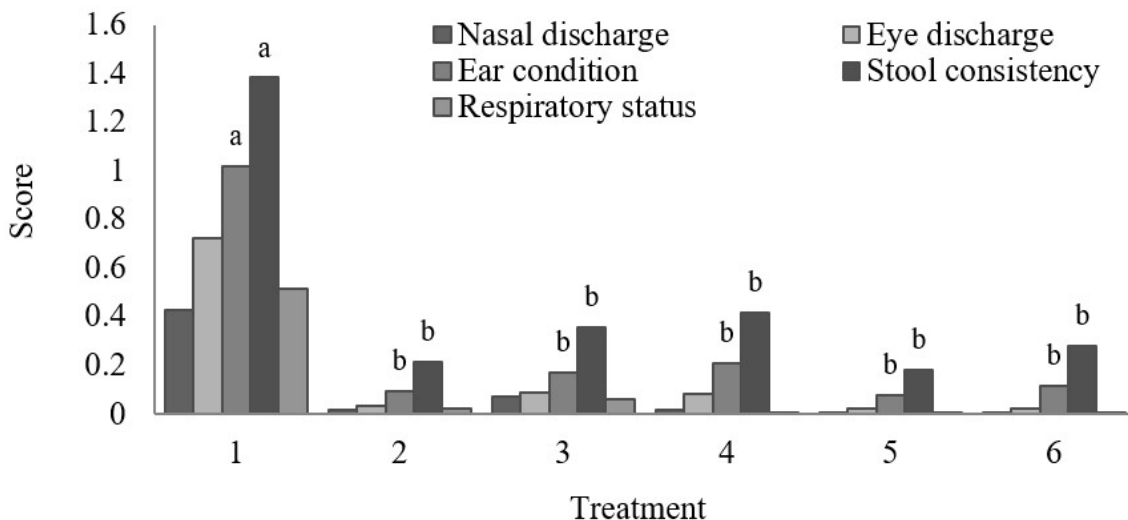 1.6
1.4
1.2
1
0.8
0.6
0.4
0.2
0
Score
Nasal discharge
Eye discharge
Ear condition
Stool consistency
Respiratory status
a
a
b
b
b
b
b
b
b
b
b
b
1 2 3 4 5 6
Treatment